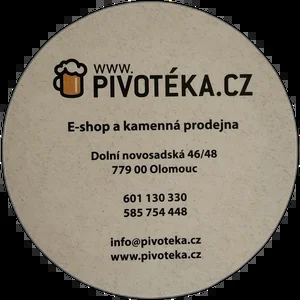 www.
PIVOTÉKA.CZ
E-shop a kamenná prodejna
Dolní novosadská 46/48
779 00 Olomouc
601 130 330
585 754 448
info@pivoteka.cz
www.pivoteka.cz